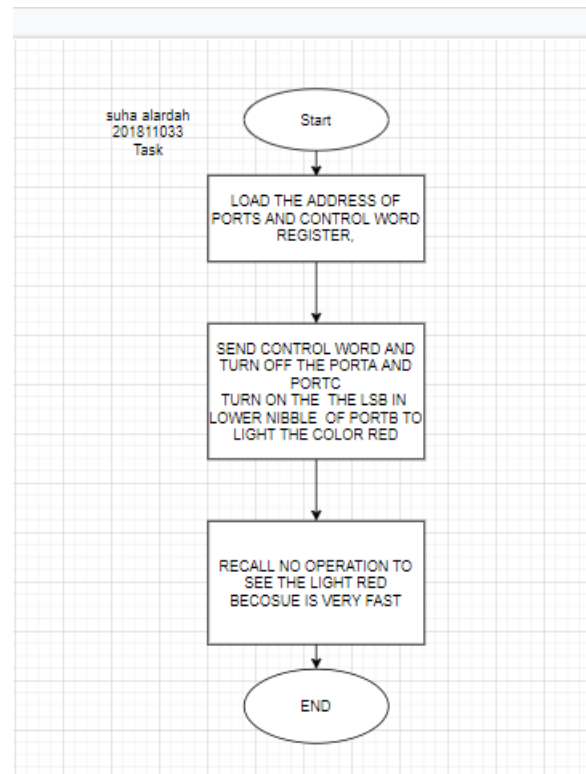 suha alardah
201811033
Task
Start
LOAD THE ADDRESS OF
PORTS AND CONTROL WORD
REGISTER,
SEND CONTROL WORD AND
TURN OFF THE PORTA AND
PORTC
TURN ON THE THE LSB IN
LOWER NIBBLE OF PORTB TO
LIGHT THE COLOR RED
RECALL NO OPERATION TO
SEE THE LIGHT RED
BECOSUE IS VERY FAST
END